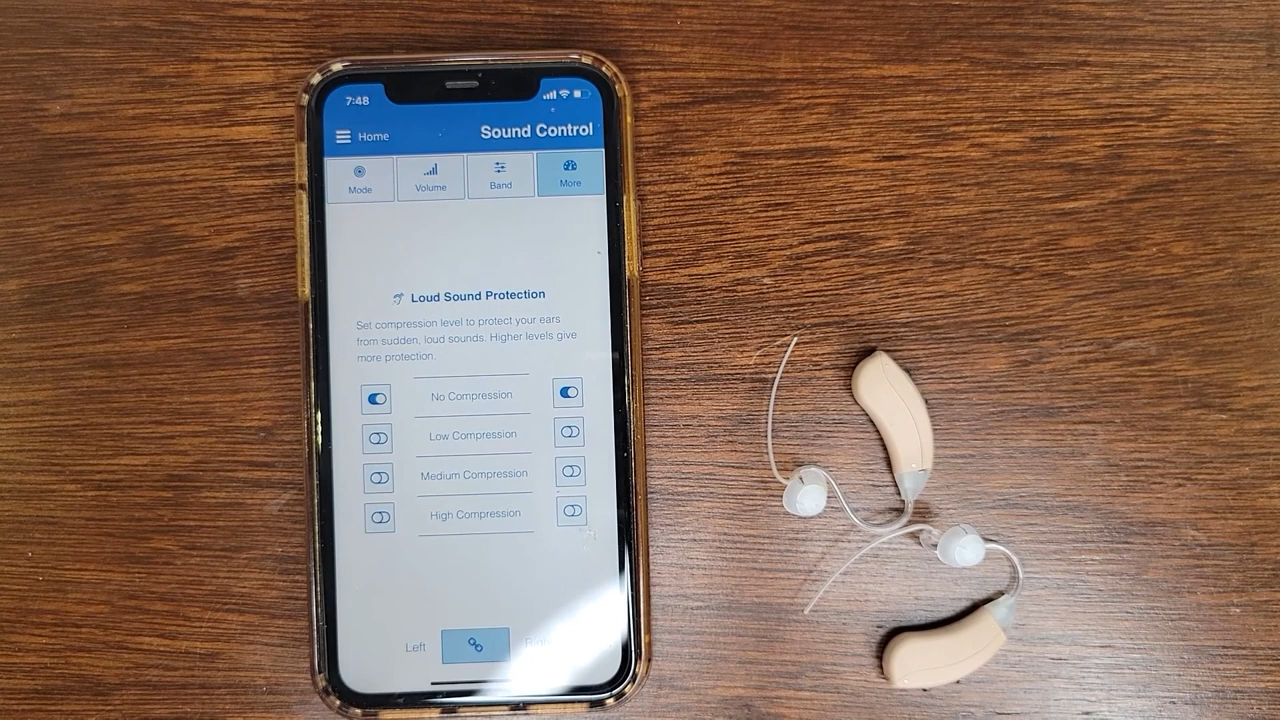 7:48
Home
Sound Control
Mode Volume Band More
Loud Sound Protection
Set compression level to protect your ears
from sudden, loud sounds. Higher levels give
more protection.
No Compression
Low Compression
Medium Compression
High Compression
Left Right